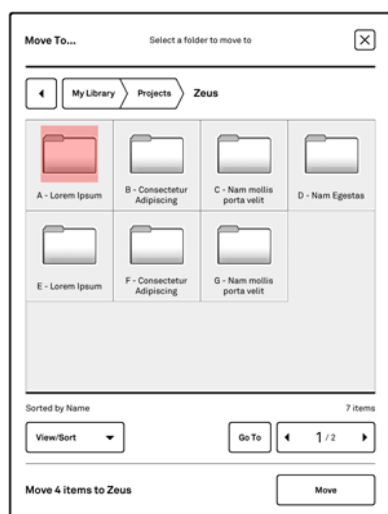 Move To...
Select a folder to move to
My Library
Projects
Zeus
A - Lorem Ipsum
B - Consectetur
Adipiscing
C - Nam mollis
porta velit
D - Nam Egestas
E - Lorem Ipsum
F - Consectetur
Adipiscing
G - Nam mollis
porta velit
Sorted by Name
7 items
View/Sort
Go To
1 / 2
Move 4 items to Zeus
Move